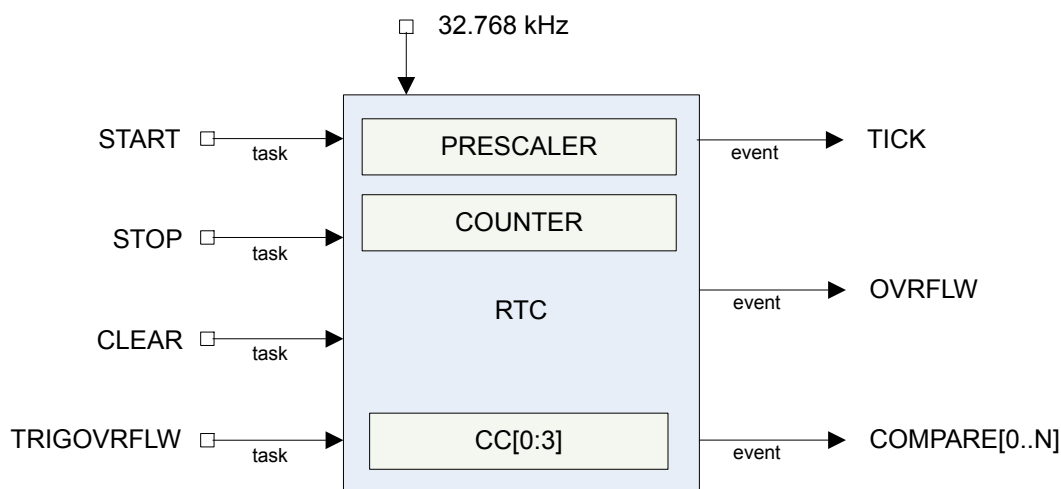 32.768 kHz
START
task
PRESCALER
event
TICK
STOP
task
COUNTER
RTC
event
OVRFLW
CLEAR
task
TRIGOVRFLW
task
CC[0:3]
event
COMPARE[0..N]